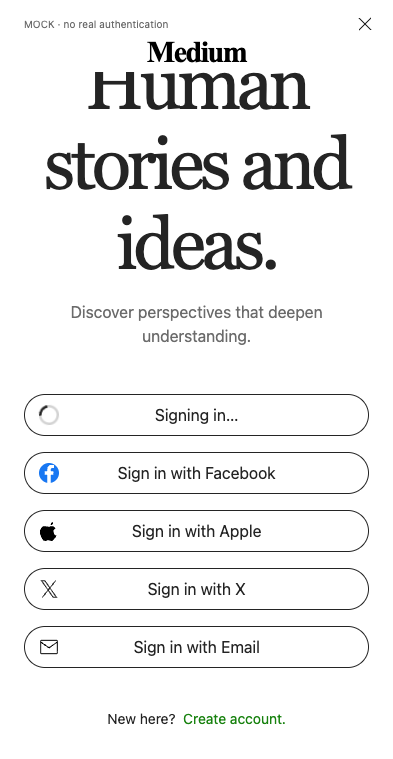 MOCK · no real authentication
Medium
Human
stories and
ideas.
Discover perspectives that deepen
understanding.
Signing in...
Sign in with Facebook
Sign in with Apple
Sign in with X
Sign in with Email
New here? Create account.